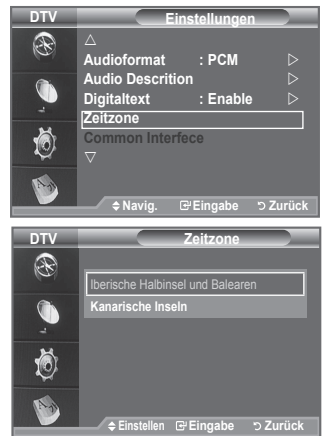 DTV Einstellungen
△
Audioformat : PCM ▷
Audio Descrition ▷
Digitaltext : Enable ▷
Zeitzone
Common Interfece
▽
Navig. Eingabe Zurück
DTV Zeitzone
Iberische Halbinsel und Balearen
Kanarische Inseln
Einstellen Eingabe Zurück